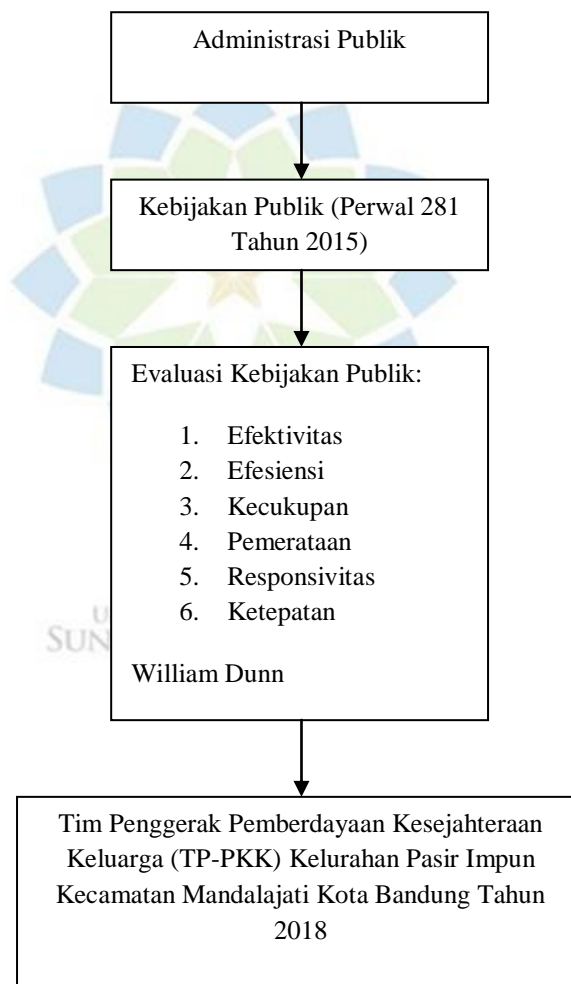 Administrasi Publik
Kebijakan Publik (Perwal 281
Tahun 2015)
Evaluasi Kebijakan Publik:
1. Efektivitas
2. Efesiensi
3. Kecukupan
4. Pemerataan
5. Responsivitas
6. Ketepatan
William Dunn
Tim Penggerak Pemberdayaan Kesejahteraan
Keluarga (TP-PKK) Kelurahan Pasir Impun
Kecamatan Mandalajati Kota Bandung Tahun
2018